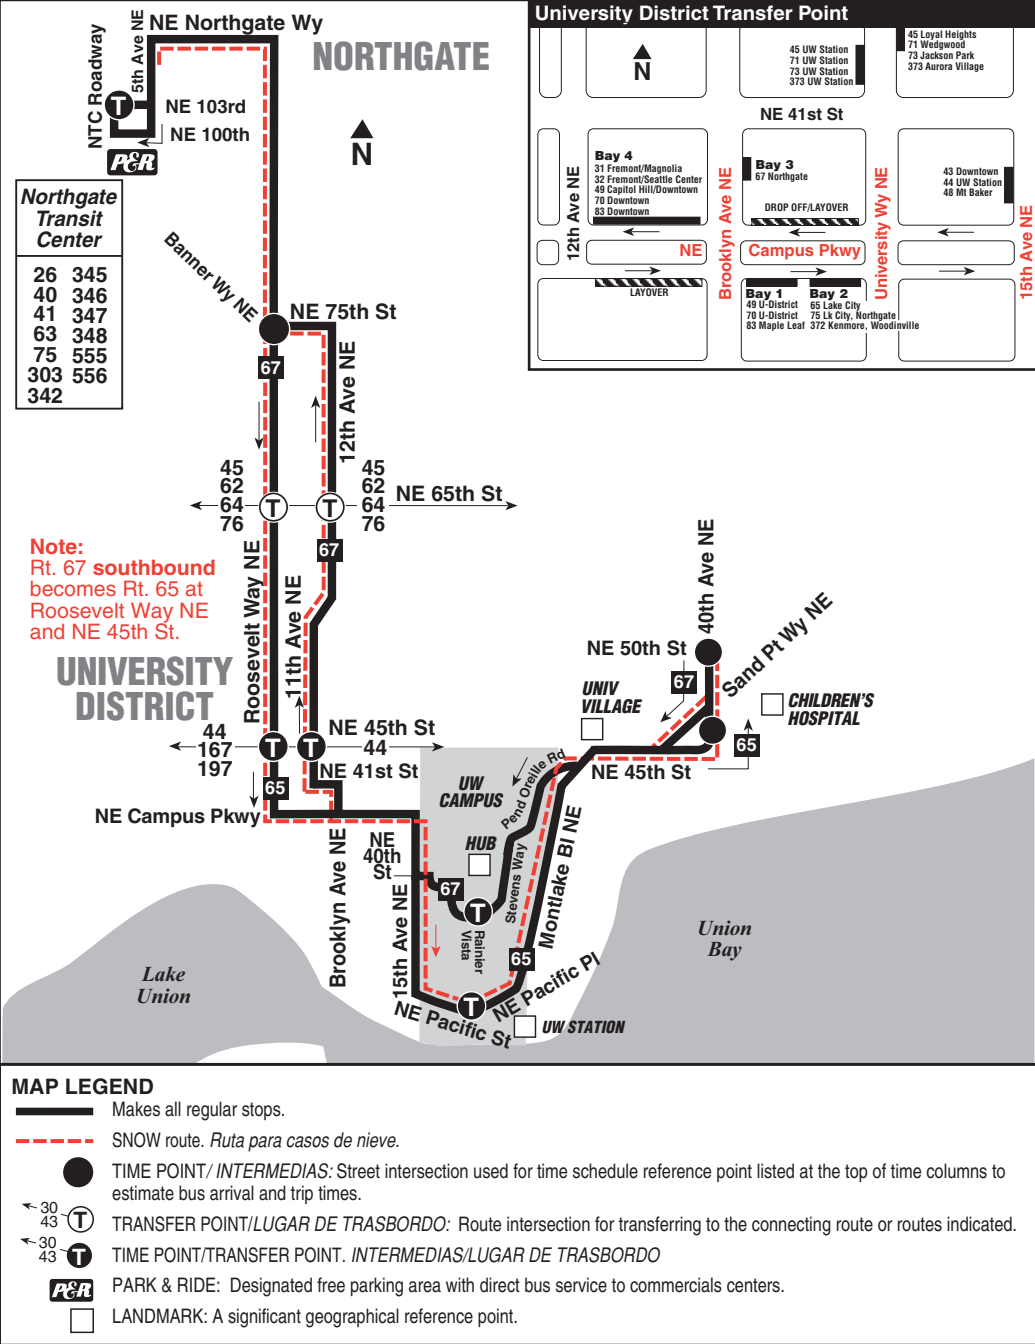 University District Transfer Point
45 Loyal Heights
71 Wedgwood
73 Jackson Park
373 Aurora Village
45 UW Station
71 UW Station
73 UW Station
373 UW Station
N
NE 41st St
Bay 4
31 Fremont/Magnolia
32 Fremont/Seattle Center
49 Capitol Hill/Downtown
70 Downtown
83 Downtown
Bay 3
67 Northgate
DROP OFF/LAYOVER
43 Downtown
44 UW Station
48 Mt Baker
12th Ave NE
Brooklyn Ave NE
University Wy NE
15th Ave NE
NE
Campus Pkwy
LAYOVER
Bay 1
49 U-District
70 U-District
83 Maple Leaf
Bay 2
65 Lake City
75 Lk City, Northgate
372 Kenmore, Woodinville
NE Northgate Wy
NORTHGATE
5th Ave NE
NTC Roadway
T
NE 103rd
NE 100th
P&R
N
Northgate
Transit
Center
26 345
40 346
41 347
63 348
75 555
303 556
342
Banner Wy NE
NE 75th St
67
12th Ave NE
45
62
64
76
T
T
45
62
64
76
NE 65th St
67
Note:
Rt. 67 southbound
becomes Rt. 65 at
Roosevelt Way NE
and NE 45th St.
Roosevelt Way NE
11th Ave NE
UNIVERSITY
DISTRICT
44
167
197
T
T
NE 45th St
44
NE 41st St
65
NE Campus Pkwy
Brooklyn Ave NE
40th Ave NE
NE 50th St
67
Sand Pt Wy NE
UNIV
VILLAGE
CHILDREN'S
HOSPITAL
65
NE 45th St
UW
CAMPUS
Pend Oreille Rd
HUB
NE
40th
St
67
Stevens Way
T
Rainier
Vista
15th Ave NE
Montlake Bl NE
65
T
NE Pacific St
NE Pacific Pl
UW STATION
Lake
Union
Union
Bay
MAP LEGEND
Makes all regular stops.
SNOW route. Ruta para casos de nieve.
TIME POINT/ INTERMEDIAS: Street intersection used for time schedule reference point listed at the top of time columns to
estimate bus arrival and trip times.
30
43 T TRANSFER POINT/LUGAR DE TRASBORDO: Route intersection for transferring to the connecting route or routes indicated.
30
43 T TIME POINT/TRANSFER POINT. INTERMEDIAS/LUGAR DE TRASBORDO
P&R PARK & RIDE: Designated free parking area with direct bus service to commercials centers.
LANDMARK: A significant geographical reference point.